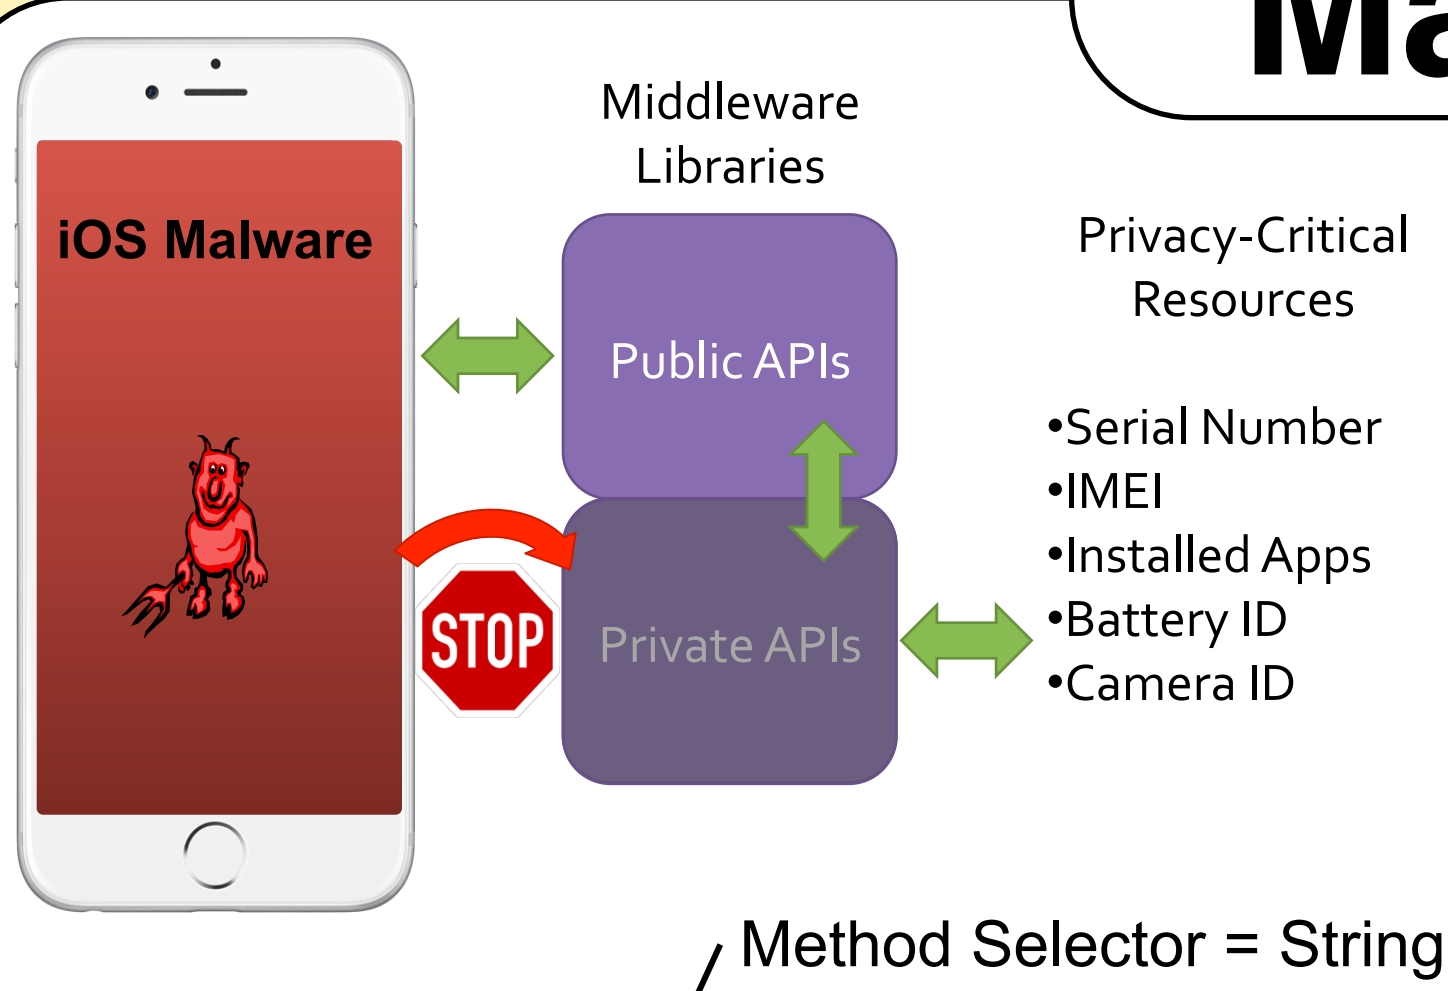 Ma
Middleware
Libraries
iOS Malware
Privacy-Critical
Resources
Public APIs
•Serial Number
•IMEI
•Installed Apps
•Battery ID
•Camera ID
STOP
Private APIs
Method Selector = String